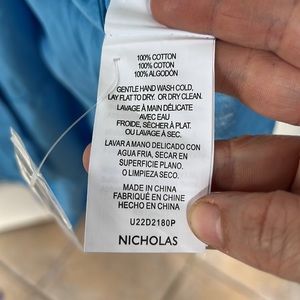 100% COTTON
100% COTON
100% ALGODÓN
GENTLE HAND WASH COLD,
LAY FLAT TO DRY. OR DRY CLEAN.
LAVAGE À MAIN DÉLICATE
AVEC EAU
FROIDE, SÉCHER À PLAT.
OU LAVAGE À SEC.
LAVAR A MANO DELICADO CON
AGUA FRIA, SECAR EN
SUPERFICIE PLANO.
O LIMPIEZA SECO.
MADE IN CHINA
FABRIQUÉ EN CHINE
HECHO EN CHINA
U22D2180P
NICHOLAS